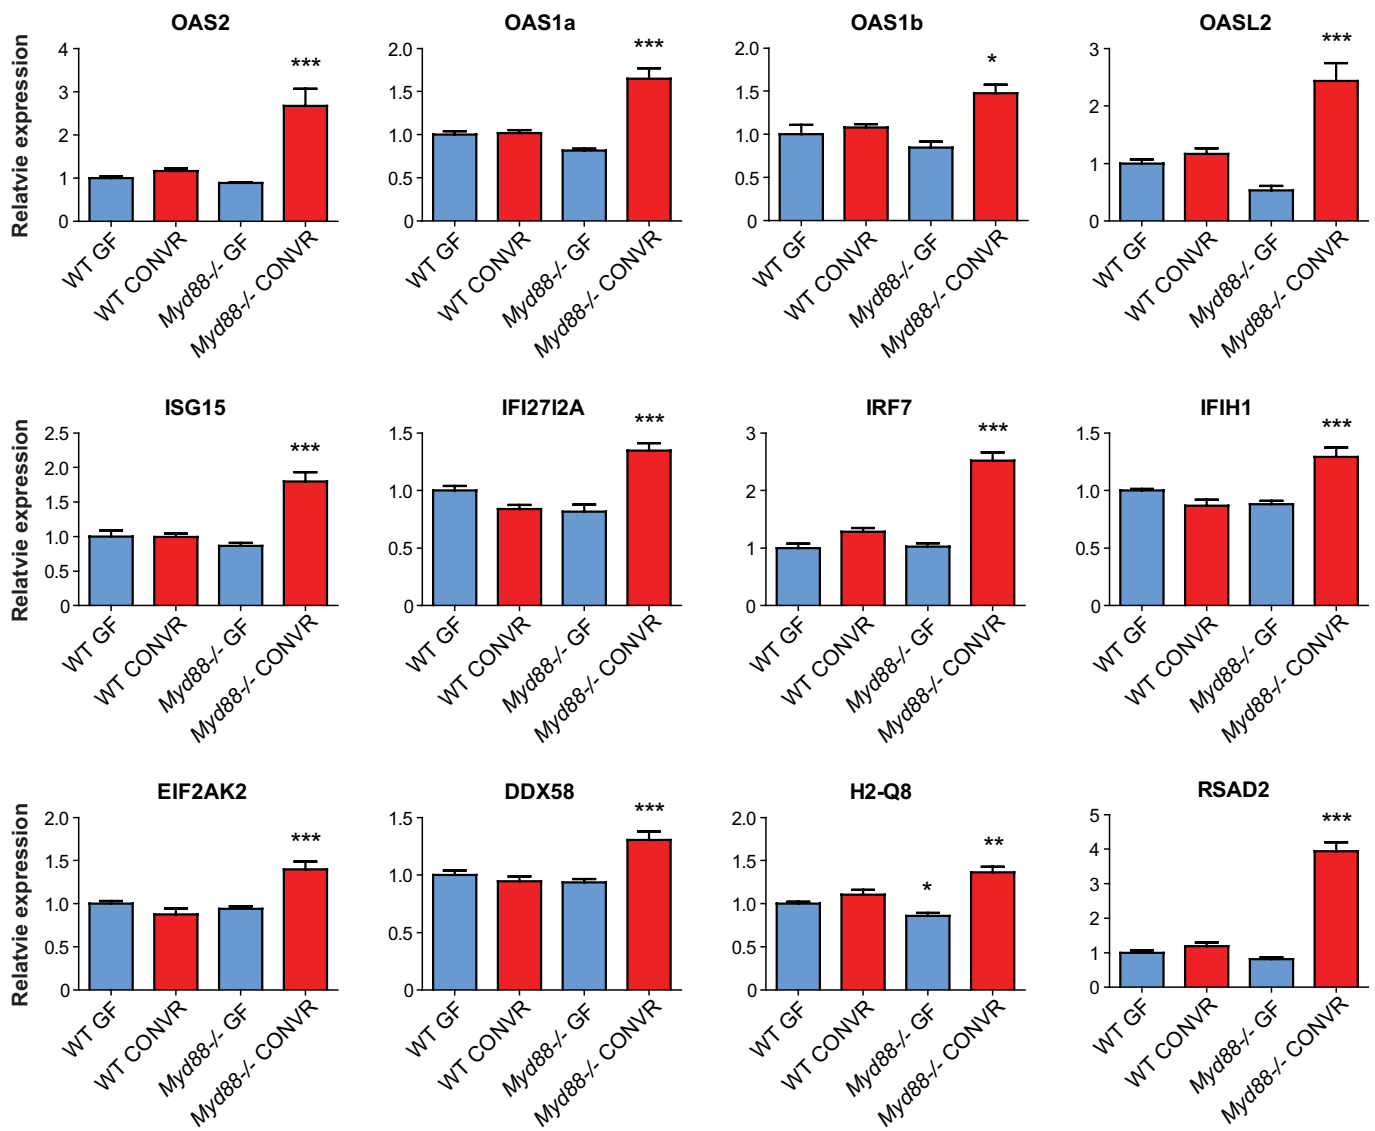 OAS2 OAS1a OAS1b OASL2
Relatvie expression
4
3
2
1
0
***
WT GF
WT CONVR
Myd88-/- GF
Myd88-/- CONVR
2.0
1.5
1.0
0.5
0
***
WT GF
WT CONVR
Myd88-/- GF
Myd88-/- CONVR
2.0
1.5
1.0
0.5
0
*
WT GF
WT CONVR
Myd88-/- GF
Myd88-/- CONVR
3
2
1
0
***
WT GF
WT CONVR
Myd88-/- GF
Myd88-/- CONVR
ISG15 IFI27l2A IRF7 IFIH1
Relatvie expression
2.5
2.0
1.5
1.0
0.5
0
***
WT GF
WT CONVR
Myd88-/- GF
Myd88-/- CONVR
1.5
1.0
0.5
0
***
WT GF
WT CONVR
Myd88-/- GF
Myd88-/- CONVR
3
2
1
0
***
WT GF
WT CONVR
Myd88-/- GF
Myd88-/- CONVR
1.5
1.0
0.5
0
***
WT GF
WT CONVR
Myd88-/- GF
Myd88-/- CONVR
EIF2AK2 DDX58 H2-Q8 RSAD2
Relatvie expression
2.0
1.5
1.0
0.5
0
***
WT GF
WT CONVR
Myd88-/- GF
Myd88-/- CONVR
1.5
1.0
0.5
0
***
WT GF
WT CONVR
Myd88-/- GF
Myd88-/- CONVR
2.0
1.5
1.0
0.5
0
*
**
WT GF
WT CONVR
Myd88-/- GF
Myd88-/- CONVR
5
4
3
2
1
0
***
WT GF
WT CONVR
Myd88-/- GF
Myd88-/- CONVR